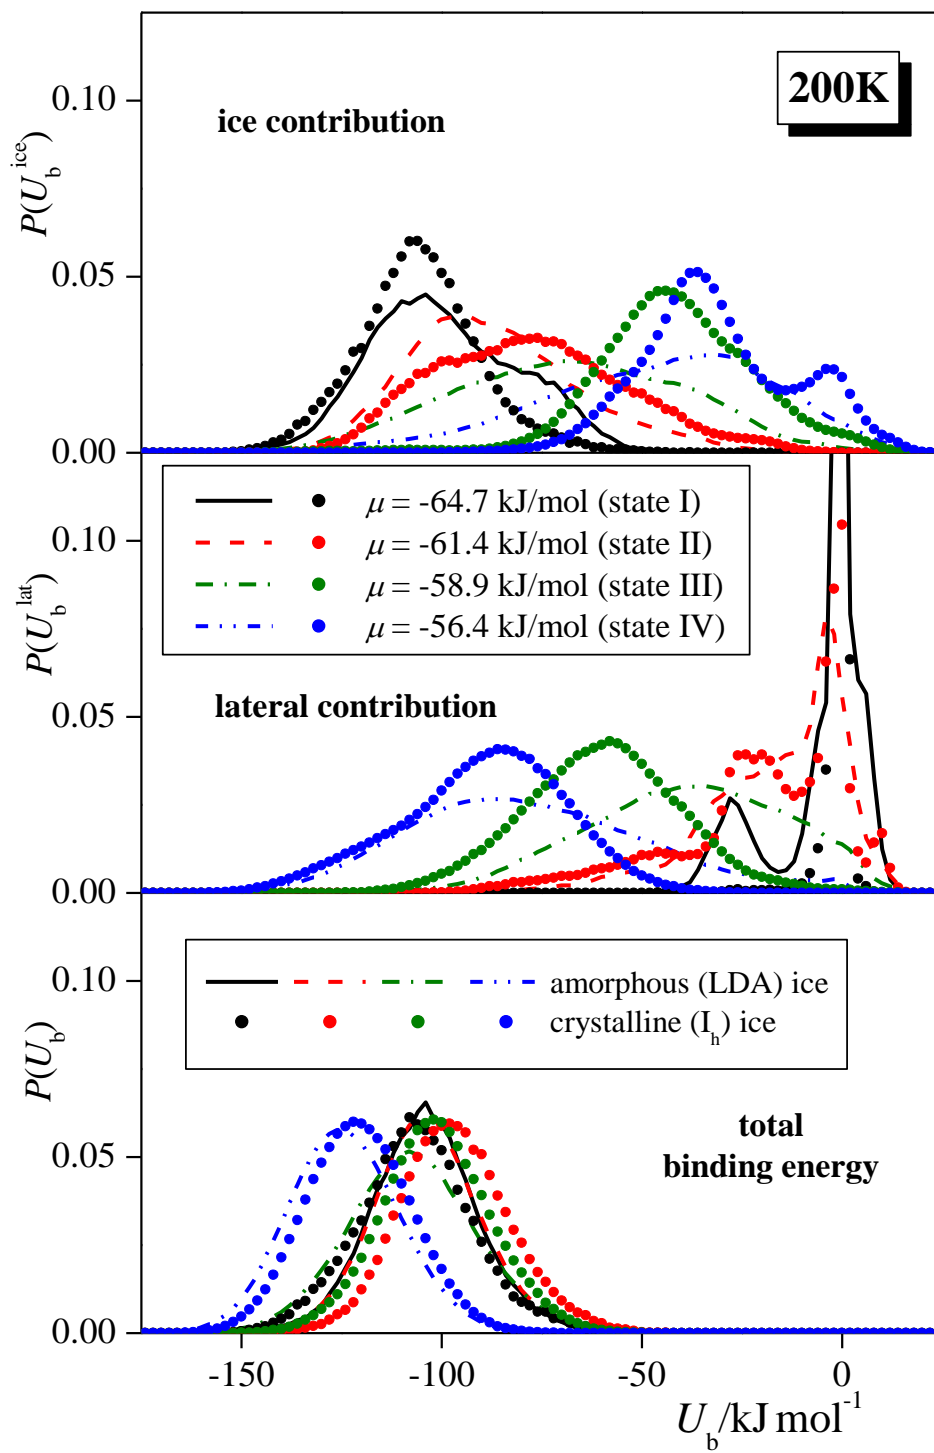 200K
ice contribution
P(U_b^ice)
0.10
0.05
0.00
μ = -64.7 kJ/mol (state I)
μ = -61.4 kJ/mol (state II)
μ = -58.9 kJ/mol (state III)
μ = -56.4 kJ/mol (state IV)
P(U_b^lat)
0.10
0.05
0.00
lateral contribution
amorphous (LDA) ice
crystalline (I_h) ice
P(U_b)
0.10
0.05
0.00
total
binding energy
-150 -100 -50 0
U_b/kJ mol^-1